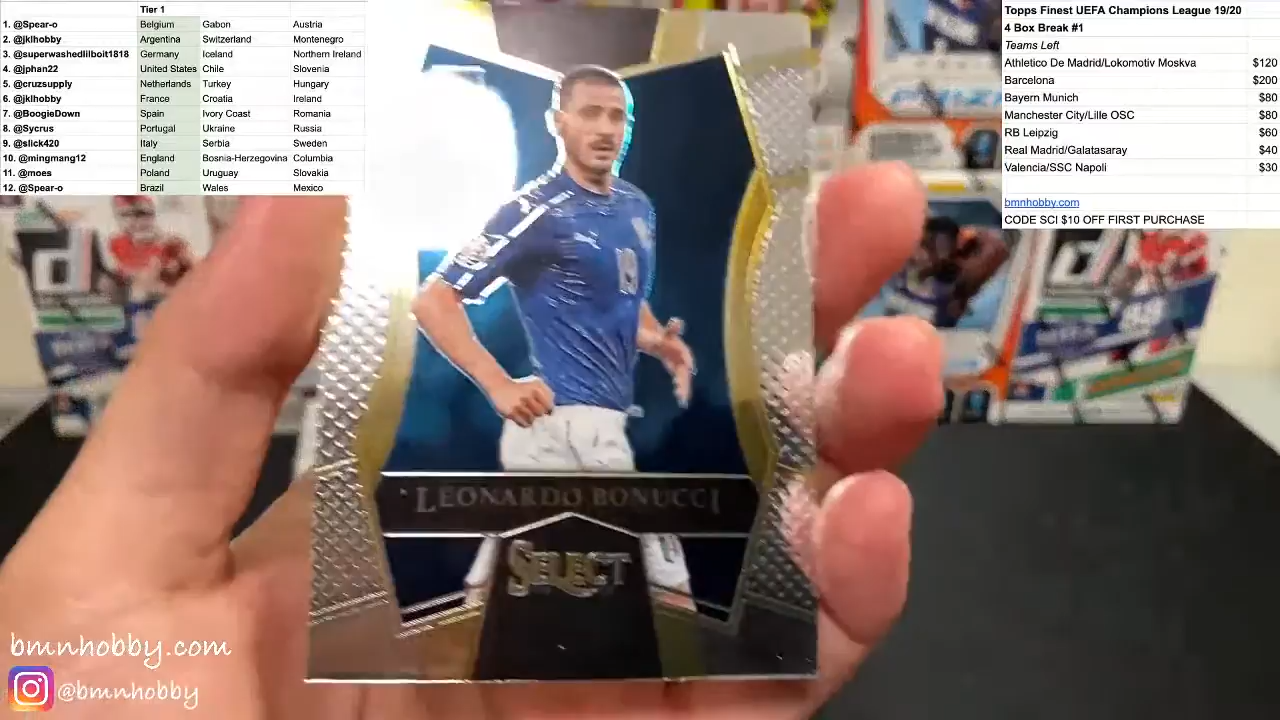 Tier 1
1. @Spear-o Belgium Gabon Austria
2. @jklhobby Argentina Switzerland Montenegro
3. @superwashedlilboit1818 Germany Iceland Northern Ireland
4. @jphan22 United States Chile Slovenia
5. @cruzsupply Netherlands Turkey Hungary
6. @jklhobby France Croatia Ireland
7. @BoogieDown Spain Ivory Coast Romania
8. @Sycrus Portugal Ukraine Russia
9. @slick420 Italy Serbia Sweden
10. @mingmang12 England Bosnia-Herzegovina Columbia
11. @moes Poland Uruguay Slovakia
12. @Spear-o Brazil Wales Mexico
Topps Finest UEFA Champions League 19/20
4 Box Break #1
Teams Left
Athletico De Madrid/Lokomotiv Moskva $120
Barcelona $200
Bayern Munich $80
Manchester City/Lille OSC $80
RB Leipzig $60
Real Madrid/Galatasaray $40
Valencia/SSC Napoli $30
bmnhobby.com
CODE SCI $10 OFF FIRST PURCHASE
19
LEONARDO BONUCCI
SELECT
bmnhobby.com
@bmnhobby